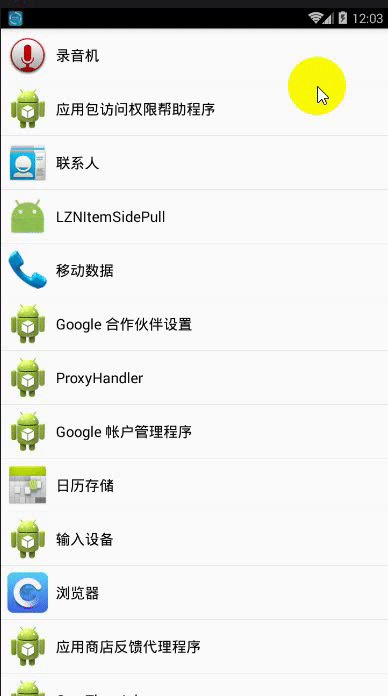 12:03
录音机
应用包访问权限帮助程序
联系人
LZNItemSidePull
移动数据
Google 合作伙伴设置
ProxyHandler
Google 帐户管理程序
日历存储
输入设备
浏览器
应用商店反馈代理程序